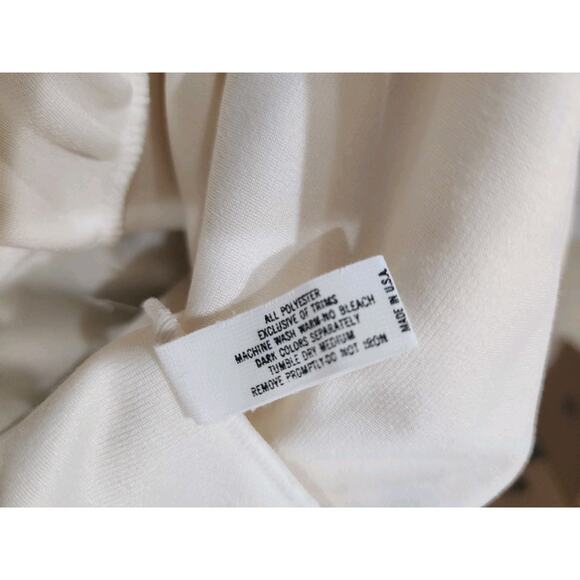 ALL POLYESTER
EXCLUSIVE OF TRIMS
MACHINE WASH WARM-NO BLEACH
DARK COLORS SEPARATELY
TUMBLE DRY MEDIUM
REMOVE PROMPTLY-DO NOT IRON
MADE IN U.S.A.